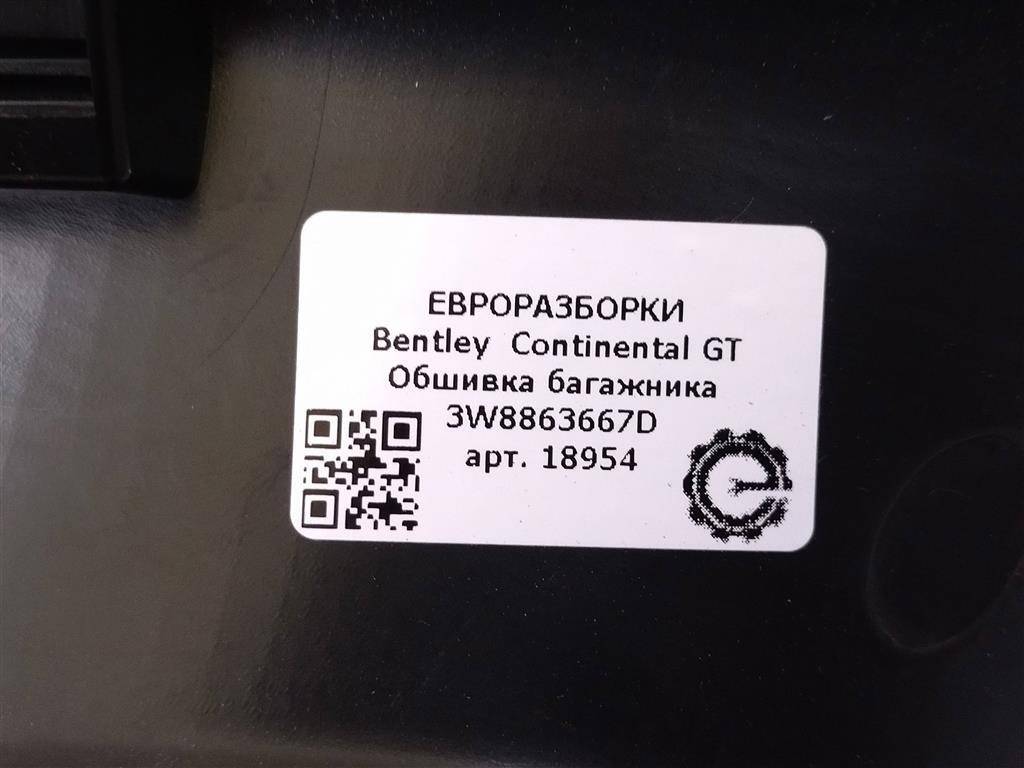 ЕВРОРАЗБОРКИ
Bentley Continental GT
Обшивка багажника
3W8863667D
арт. 18954